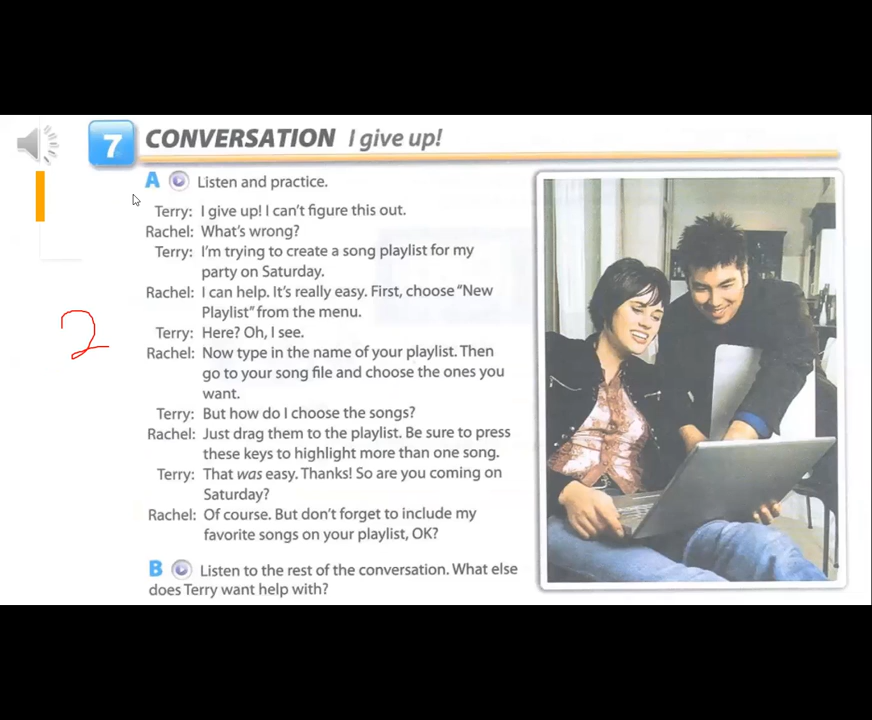 7 CONVERSATION I give up!
A Listen and practice.
Terry: I give up! I can't figure this out.
Rachel: What's wrong?
Terry: I'm trying to create a song playlist for my
party on Saturday.
Rachel: I can help. It's really easy. First, choose “New
Playlist” from the menu.
Terry: Here? Oh, I see.
Rachel: Now type in the name of your playlist. Then
go to your song file and choose the ones you
want.
Terry: But how do I choose the songs?
Rachel: Just drag them to the playlist. Be sure to press
these keys to highlight more than one song.
Terry: That was easy. Thanks! So are you coming on
Saturday?
Rachel: Of course. But don't forget to include my
favorite songs on your playlist, OK?
2
B Listen to the rest of the conversation. What else
does Terry want help with?